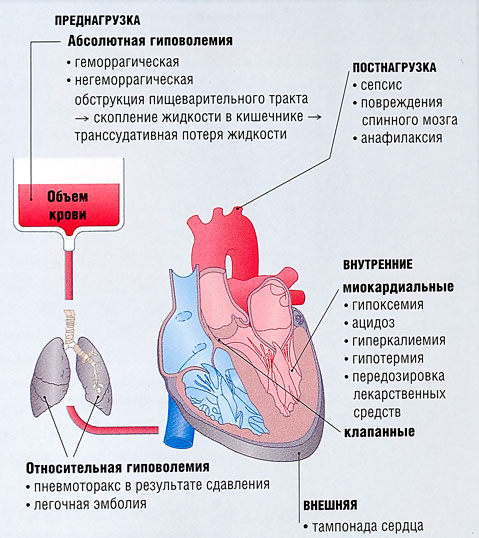 ПРЕДНАГРУЗКА
Абсолютная гиповолемия
• геморрагическая
• негеморрагическая
обструкция пищеварительного тракта
→ скопление жидкости в кишечнике →
транссудативная потеря жидкости
ПОСТНАГРУЗКА
• сепсис
• повреждения
спинного мозга
• анафилаксия
Объем
крови
ВНУТРЕННИЕ
миокардиальные
• гипоксемия
• ацидоз
• гиперкалиемия
• гипотермия
• передозировка
лекарственных
средств
клапанные
Относительная гиповолемия
• пневмоторакс в результате сдавления
• легочная эмболия
ВНЕШНЯЯ
• тампонада сердца